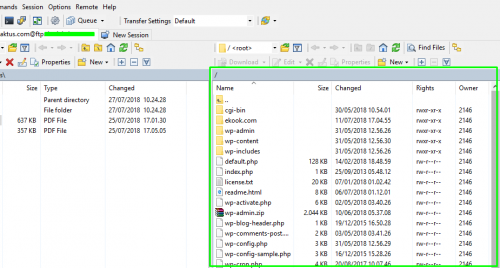 mands Session Options Remote Help
Queue Transfer Settings Default
aktus.com@ftp New Session
/ <root> Find Files
Properties New Download Edit Properties New
s\ /
Size Type Changed Name Size Changed Rights Owner
Parent directory 27/07/2018 10.24.28 ..
File folder 27/07/2018 10.24.28 cgi-bin 30/05/2018 10.54.01 rwxr-xr-x 2146
637 KB PDF File 25/07/2018 17.01.30 ekook.com 11/07/2018 17.04.55 rwxr-xr-x 2146
357 KB PDF File 25/07/2018 17.05.05 wp-admin 31/05/2018 12.56.26 rwxr-xr-x 2146
wp-content 31/05/2018 12.56.30 rwxr-xr-x 2146
wp-includes 31/05/2018 12.56.26 rwxr-xr-x 2146
default.php 128 KB 14/02/2018 18.48.59 rw-r--r-- 2146
index.php 1 KB 25/09/2013 05.48.12 rw-r--r-- 2146
license.txt 20 KB 07/01/2018 01.02.42 rw-r--r-- 2146
readme.html 8 KB 06/07/2018 01.12.01 rw-r--r-- 2146
wp-activate.php 6 KB 02/05/2018 03.40.26 rw-r--r-- 2146
wp-admin.zip 2.044 KB 10/06/2018 05.37.08 rw-r--r-- 2146
wp-blog-header.php 1 KB 19/12/2015 16.50.28 rw-r--r-- 2146
wp-comments-post.... 2 KB 03/05/2018 03.41.26 rw-r--r-- 2146
wp-config.php 3 KB 31/05/2018 12.56.29 rw-r--r-- 2146
wp-config-sample.php 3 KB 16/12/2015 15.28.26 rw-r--r-- 2146
wp-cron.php 4 KB 20/08/2017 10.07.46 rw-r--r-- 2146